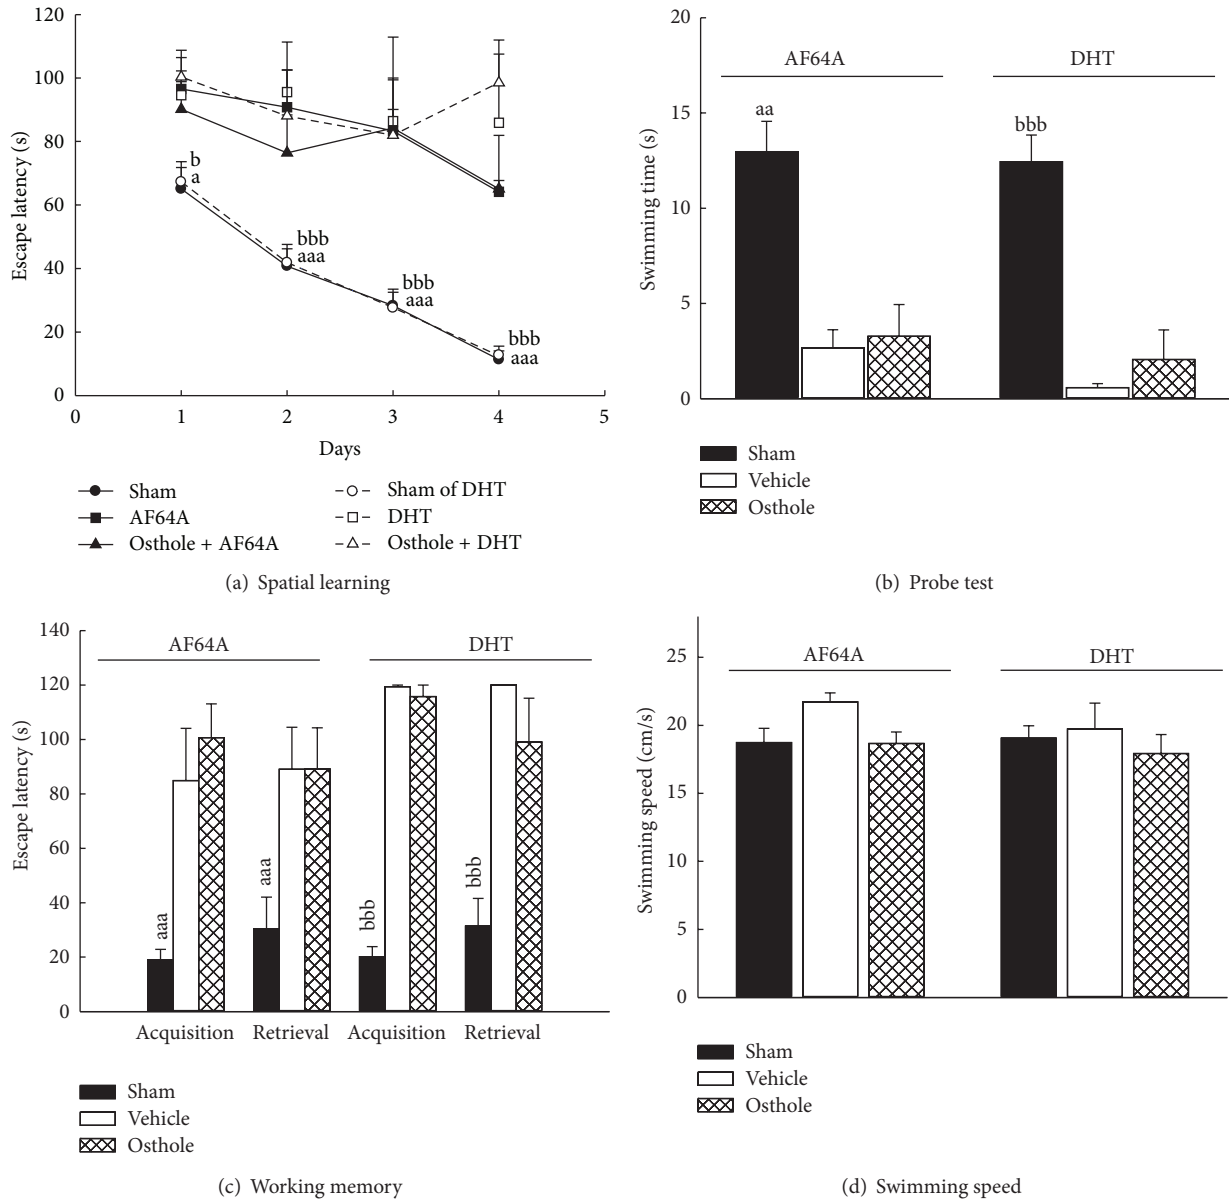 120
100
80
60
40
20
0
Escape latency (s)
b
a
bbb
aaa
bbb
aaa
bbb
aaa
0 1 2 3 4 5
Days
Sham
AF64A
Osthole + AF64A
Sham of DHT
DHT
Osthole + DHT
(a) Spatial learning
20
15
10
5
0
Swimming time (s)
AF64A
DHT
aa
bbb
Sham
Vehicle
Osthole
(b) Probe test
140
120
100
80
60
40
20
0
Escape latency (s)
AF64A
DHT
aaa
aaa
bbb
bbb
Acquisition Retrieval Acquisition Retrieval
Sham
Vehicle
Osthole
(c) Working memory
25
20
15
10
5
0
Swimming speed (cm/s)
AF64A
DHT
Sham
Vehicle
Osthole
(d) Swimming speed